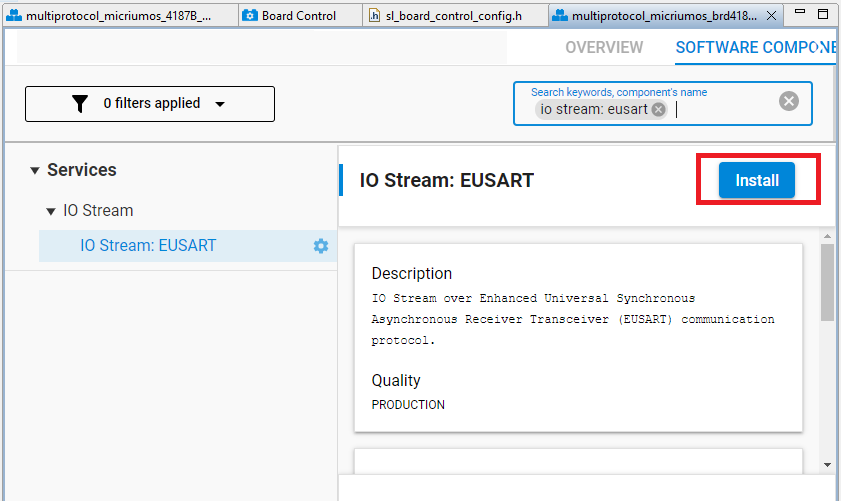 multiprotocol_micriumos_4187B_...
Board Control
sl_board_control_config.h
multiprotocol_micriumos_brd418...
OVERVIEW
SOFTWARE COMPONE
0 filters applied
Search keywords, component's name
io stream: eusart
Services
IO Stream
IO Stream: EUSART
IO Stream: EUSART
Install
Description
IO Stream over Enhanced Universal Synchronous
Asynchronous Receiver Transceiver (EUSART) communication
protocol.
Quality
PRODUCTION